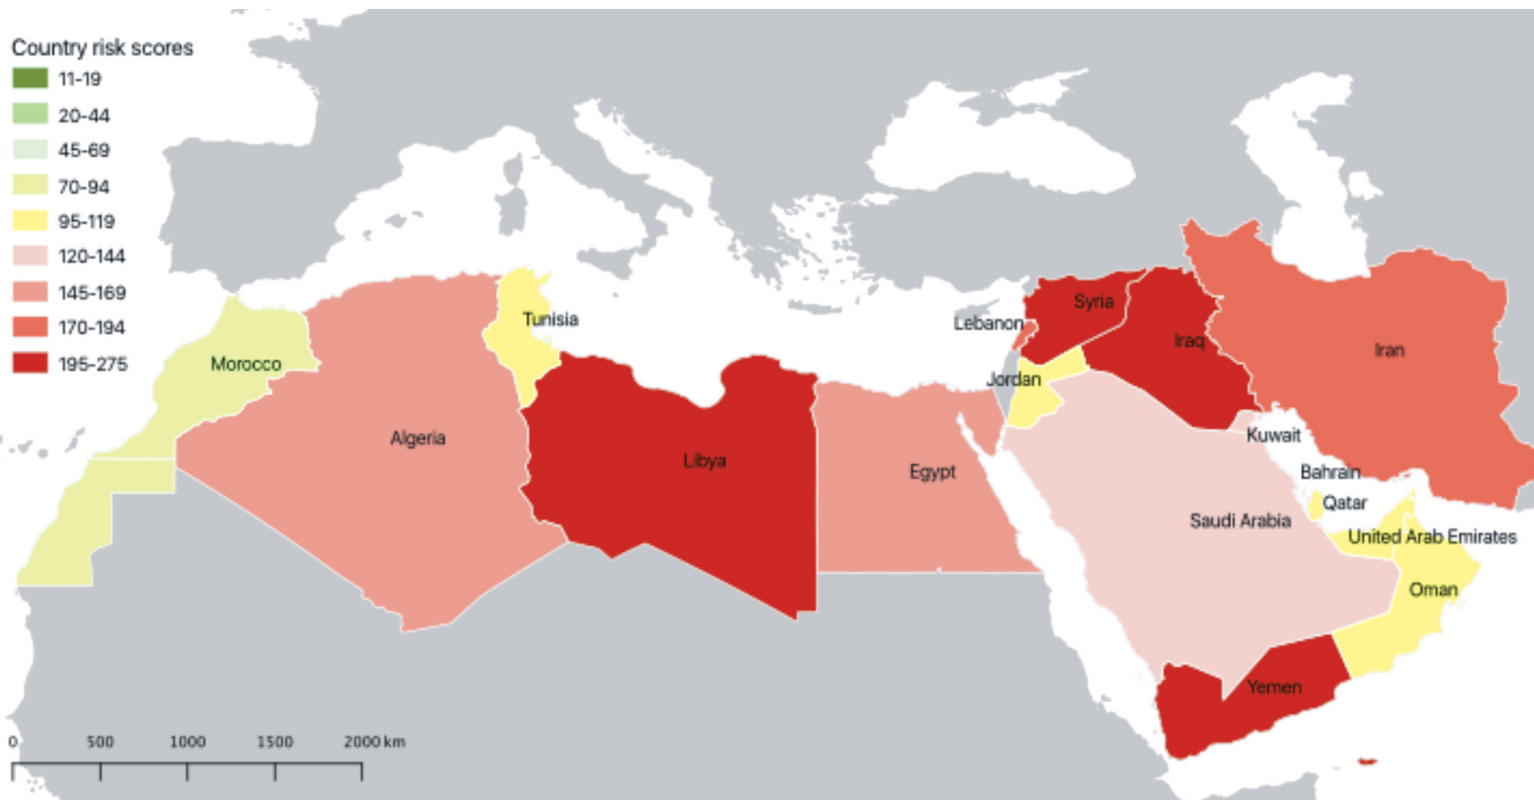 Country risk scores
11-19
20-44
45-69
70-94
95-119
120-144
145-169
170-194
195-275
Syria
Lebanon
Tunisia
Iraq
Iran
Morocco
Jordan
Algeria
Kuwait
Libya
Egypt
Bahrain
Qatar
Saudi Arabia
United Arab Emirates
Oman
Yemen
0 500 1000 1500 2000 km